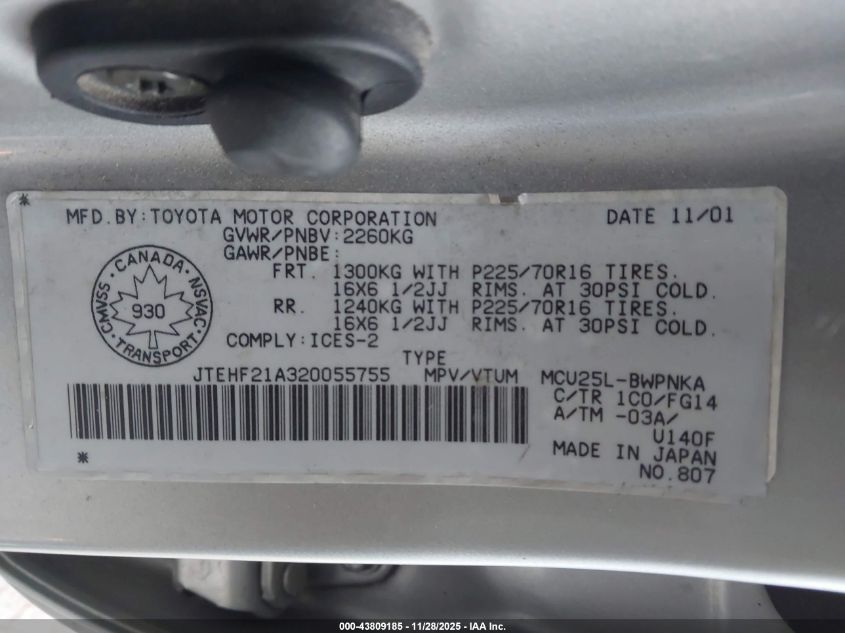 * MFD.BY:TOYOTA MOTOR CORPORATION DATE 11/01
GVWR/PNBV:2260KG
GAWR/PNBE:
FRT. 1300KG WITH P225/70R16 TIRES.
16X6 1/2JJ RIMS. AT 30PSI COLD.
RR. 1240KG WITH P225/70R16 TIRES.
16X6 1/2JJ RIMS. AT 30PSI COLD.
CANADA
CMVSS · NSVAC
930
TRANSPORT
COMPLY:ICES-2
TYPE
JTEHF21A320055755 MPV/VTUM MCU25L-BWPNKA
C/TR 1C0/FG14
A/TM -03A/
U140F
MADE IN JAPAN
* NO.807
000-43809185 - 11/28/2025 - IAA Inc.